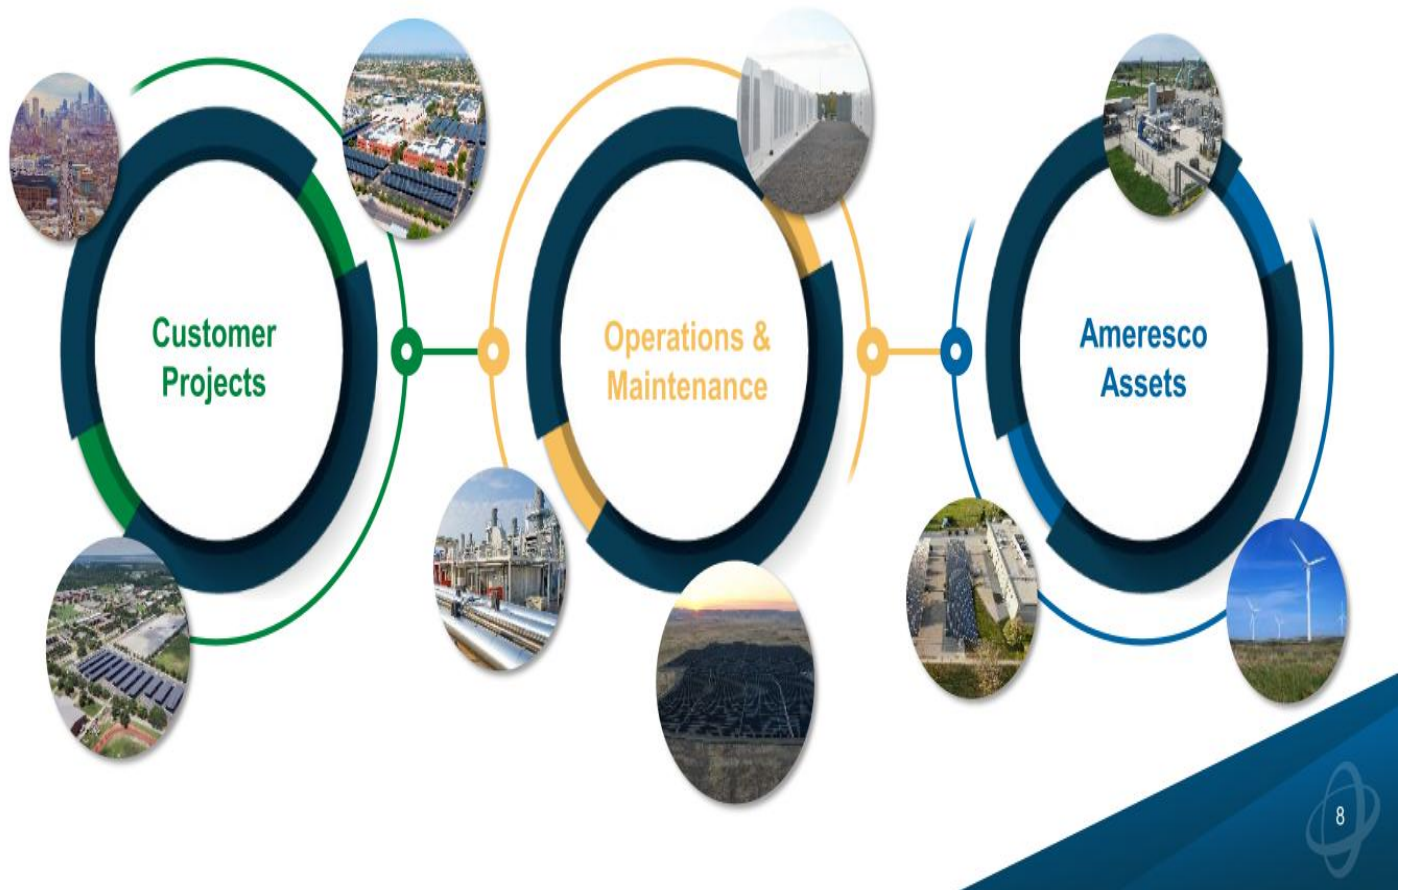 Customer
Projects
Operations &
Maintenance
Ameresco
Assets
8